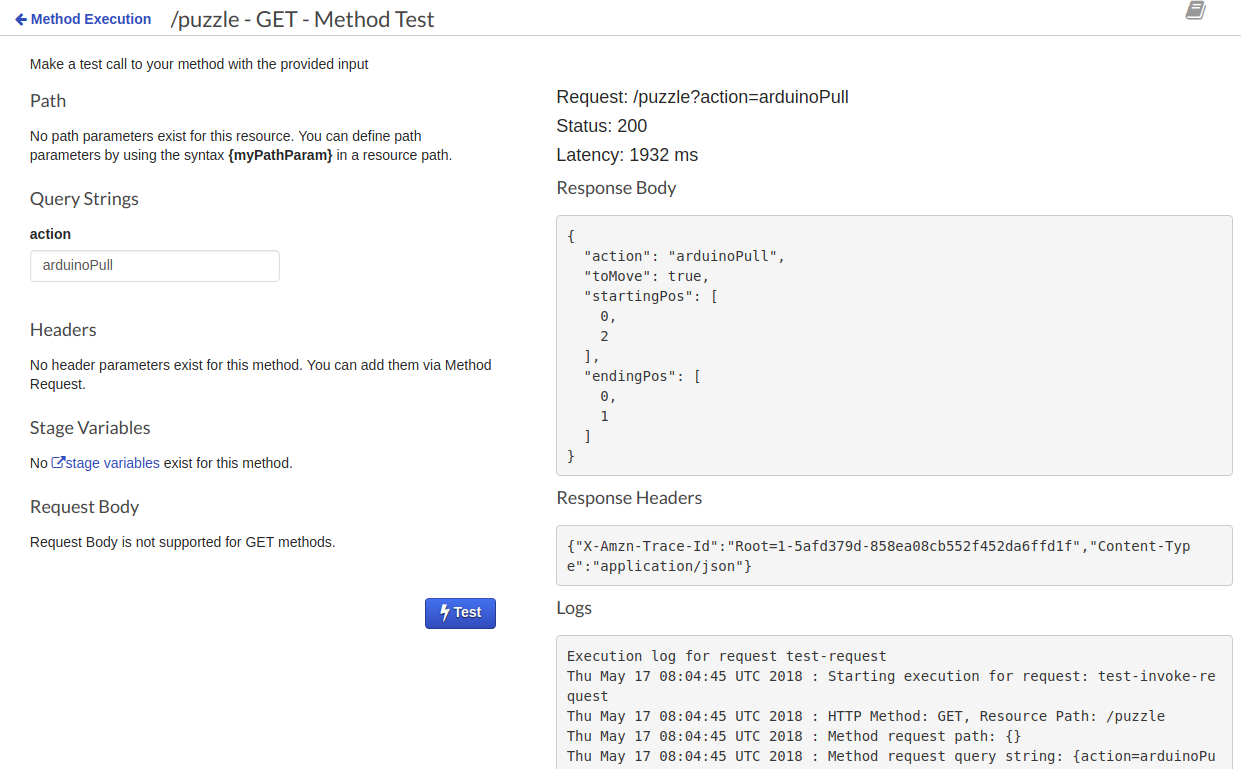 Method Execution /puzzle - GET - Method Test
Make a test call to your method with the provided input
Path
No path parameters exist for this resource. You can define path
parameters by using the syntax {myPathParam} in a resource path.
Query Strings
action
arduinoPull
Headers
No header parameters exist for this method. You can add them via Method
Request.
Stage Variables
No stage variables exist for this method.
Request Body
Request Body is not supported for GET methods.
Test
Request: /puzzle?action=arduinoPull
Status: 200
Latency: 1932 ms
Response Body
{
  "action": "arduinoPull",
  "toMove": true,
  "startingPos": [
    0,
    2
  ],
  "endingPos": [
    0,
    1
  ]
}
Response Headers
{"X-Amzn-Trace-Id":"Root=1-5afd379d-858ea08cb552f452da6ffd1f","Content-Typ
e":"application/json"}
Logs
Execution log for request test-request
Thu May 17 08:04:45 UTC 2018 : Starting execution for request: test-invoke-re
quest
Thu May 17 08:04:45 UTC 2018 : HTTP Method: GET, Resource Path: /puzzle
Thu May 17 08:04:45 UTC 2018 : Method request path: {}
Thu May 17 08:04:45 UTC 2018 : Method request query string: {action=arduinoPu